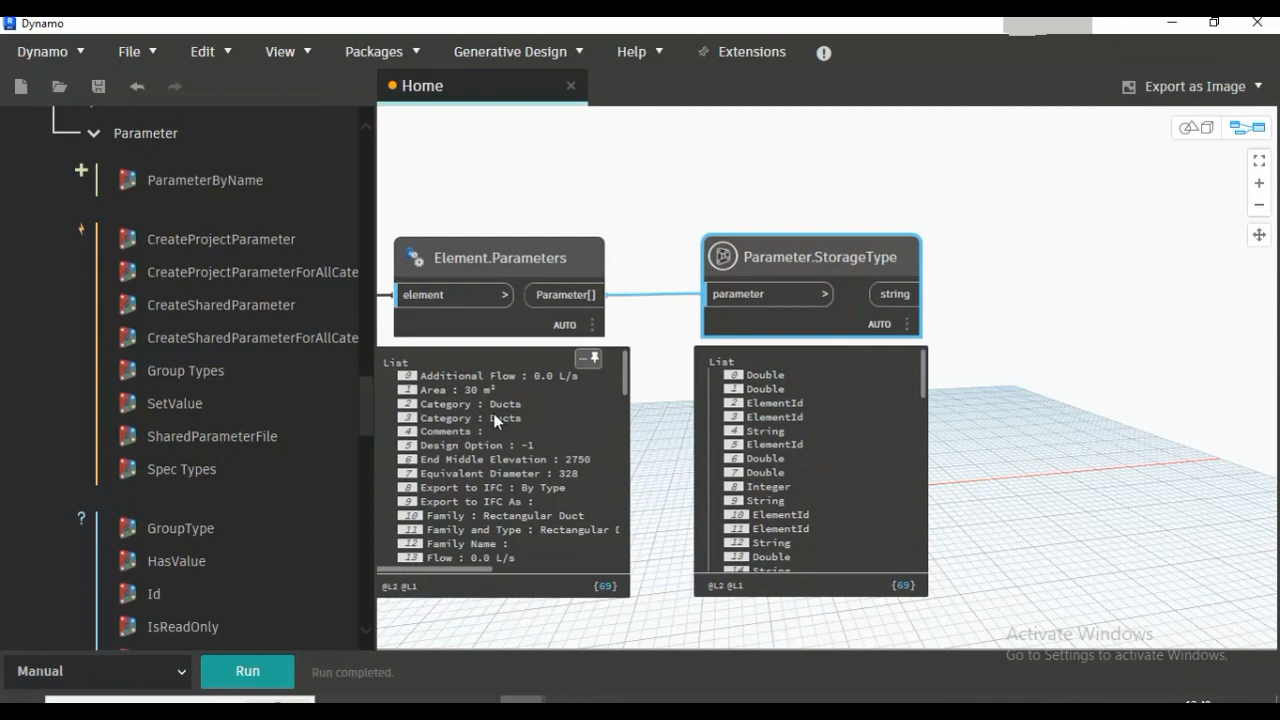 Dynamo
Dynamo File Edit View Packages Generative Design Help Extensions
Home
Export as Image
Parameter
ParameterByName
CreateProjectParameter
CreateProjectParameterForAllCate
CreateSharedParameter
CreateSharedParameterForAllCate
Group Types
SetValue
SharedParameterFile
Spec Types
?
GroupType
HasValue
Id
IsReadOnly
Element.Parameters
element > Parameter[]
AUTO
List
0 Additional Flow : 0.0 L/s
1 Area : 30 m²
2 Category : Ducts
3 Category : Ducts
4 Comments :
5 Design Option : -1
6 End Middle Elevation : 2750
7 Equivalent Diameter : 328
8 Export to IFC : By Type
9 Export to IFC As :
10 Family : Rectangular Duct
11 Family and Type : Rectangular D
12 Family Name :
13 Flow : 0.0 L/s
@L2 @L1 {69}
Parameter.StorageType
parameter > string
AUTO
List
0 Double
1 Double
2 ElementId
3 ElementId
4 String
5 ElementId
6 Double
7 Double
8 Integer
9 String
10 ElementId
11 ElementId
12 String
13 Double
14 String
@L2 @L1 {69}
Activate Windows
Go to Settings to activate Windows.
Manual Run Run completed.